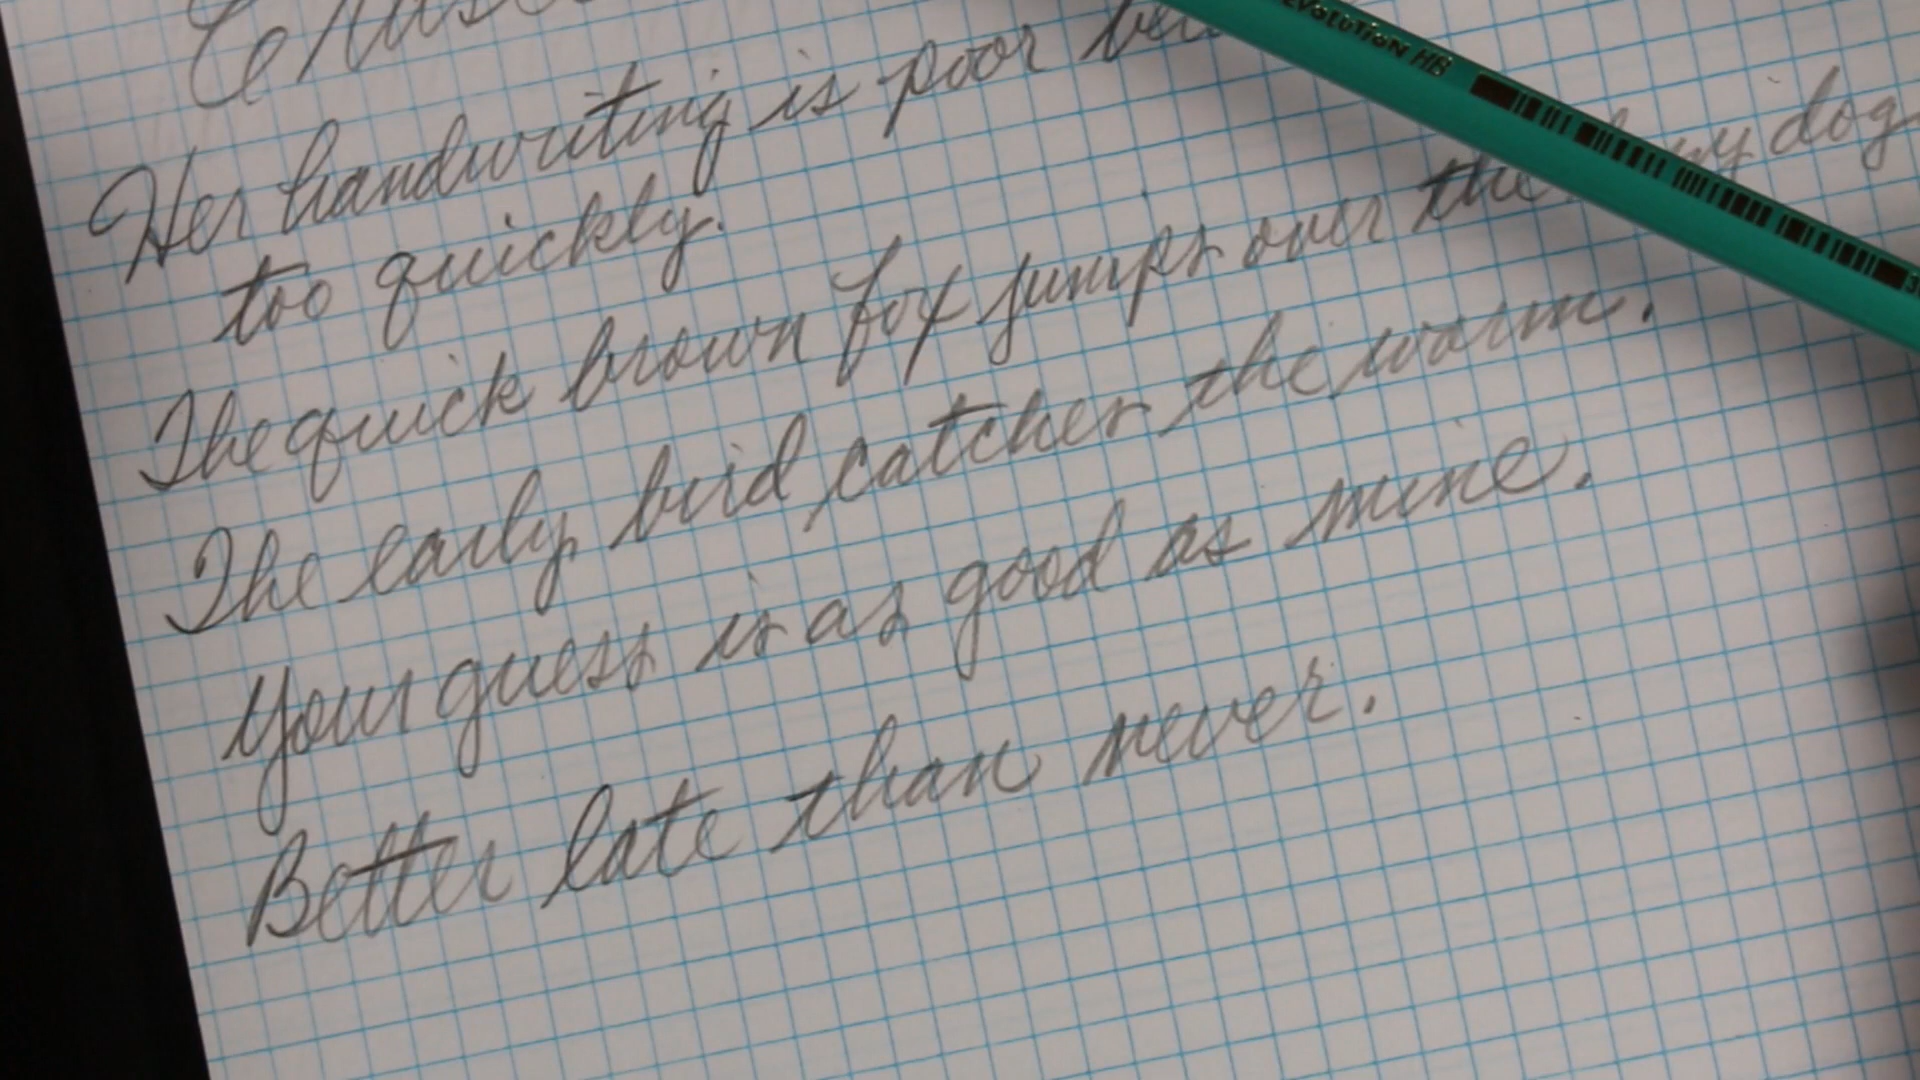 Her handwriting is poor
too quickly.
The quick brown fox jumps over the dog
The early bird catches the worm.
Your guess is as good as mine.
Better late than never.
EVOLUTION HB